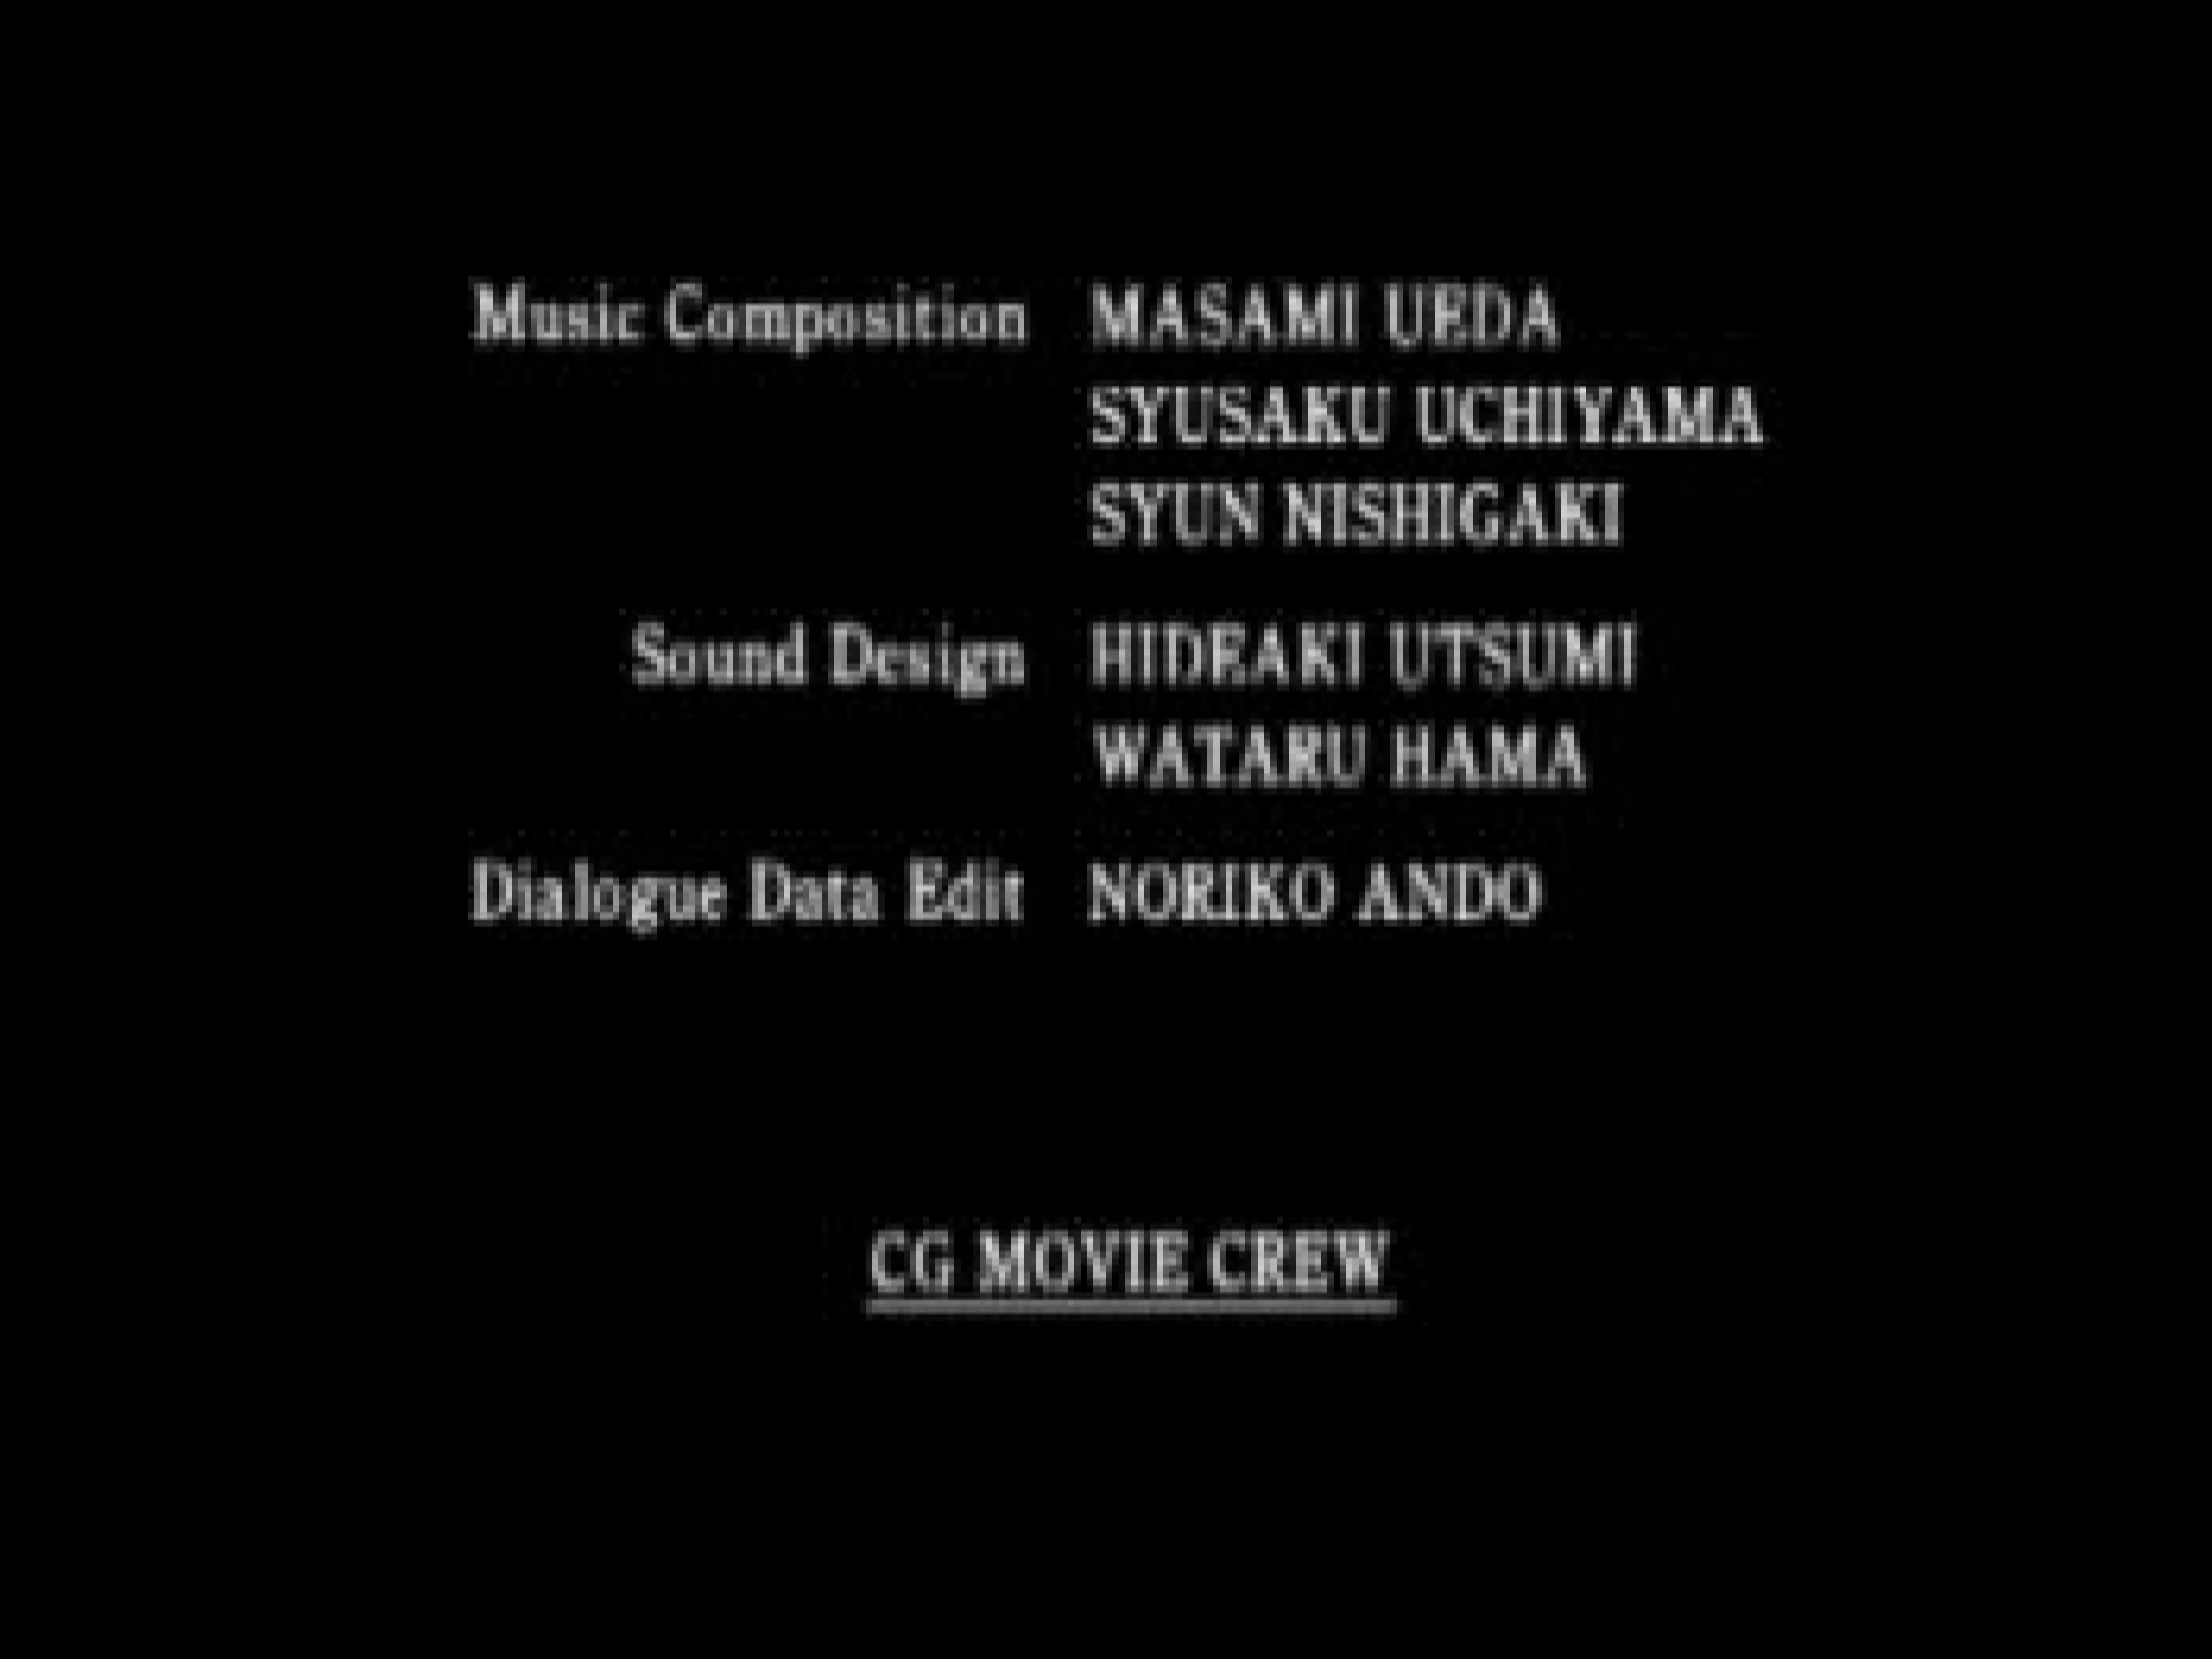 Music Composition MASAMI UEDA
SYUSAKU UCHIYAMA
SYUN NISHIGAKI
Sound Design HIDEAKI UTSUMI
WATARU HAMA
Dialogue Data Edit NORIKO ANDO
CG MOVIE CREW